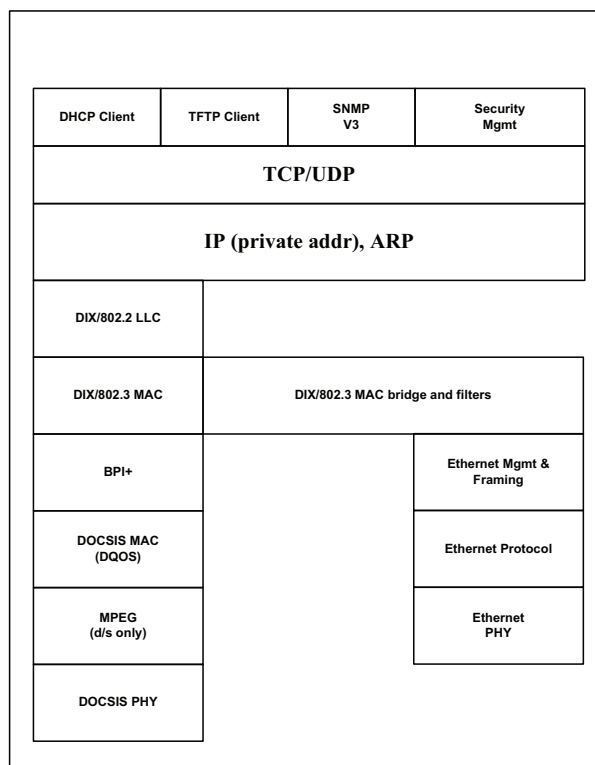 DHCP Client
TFTP Client
SNMP
V3
Security
Mgmt
TCP/UDP
IP (private addr), ARP
DIX/802.2 LLC
DIX/802.3 MAC
DIX/802.3 MAC bridge and filters
BPI+
Ethernet Mgmt &
Framing
DOCSIS MAC
(DQOS)
Ethernet Protocol
MPEG
(d/s only)
Ethernet
PHY
DOCSIS PHY